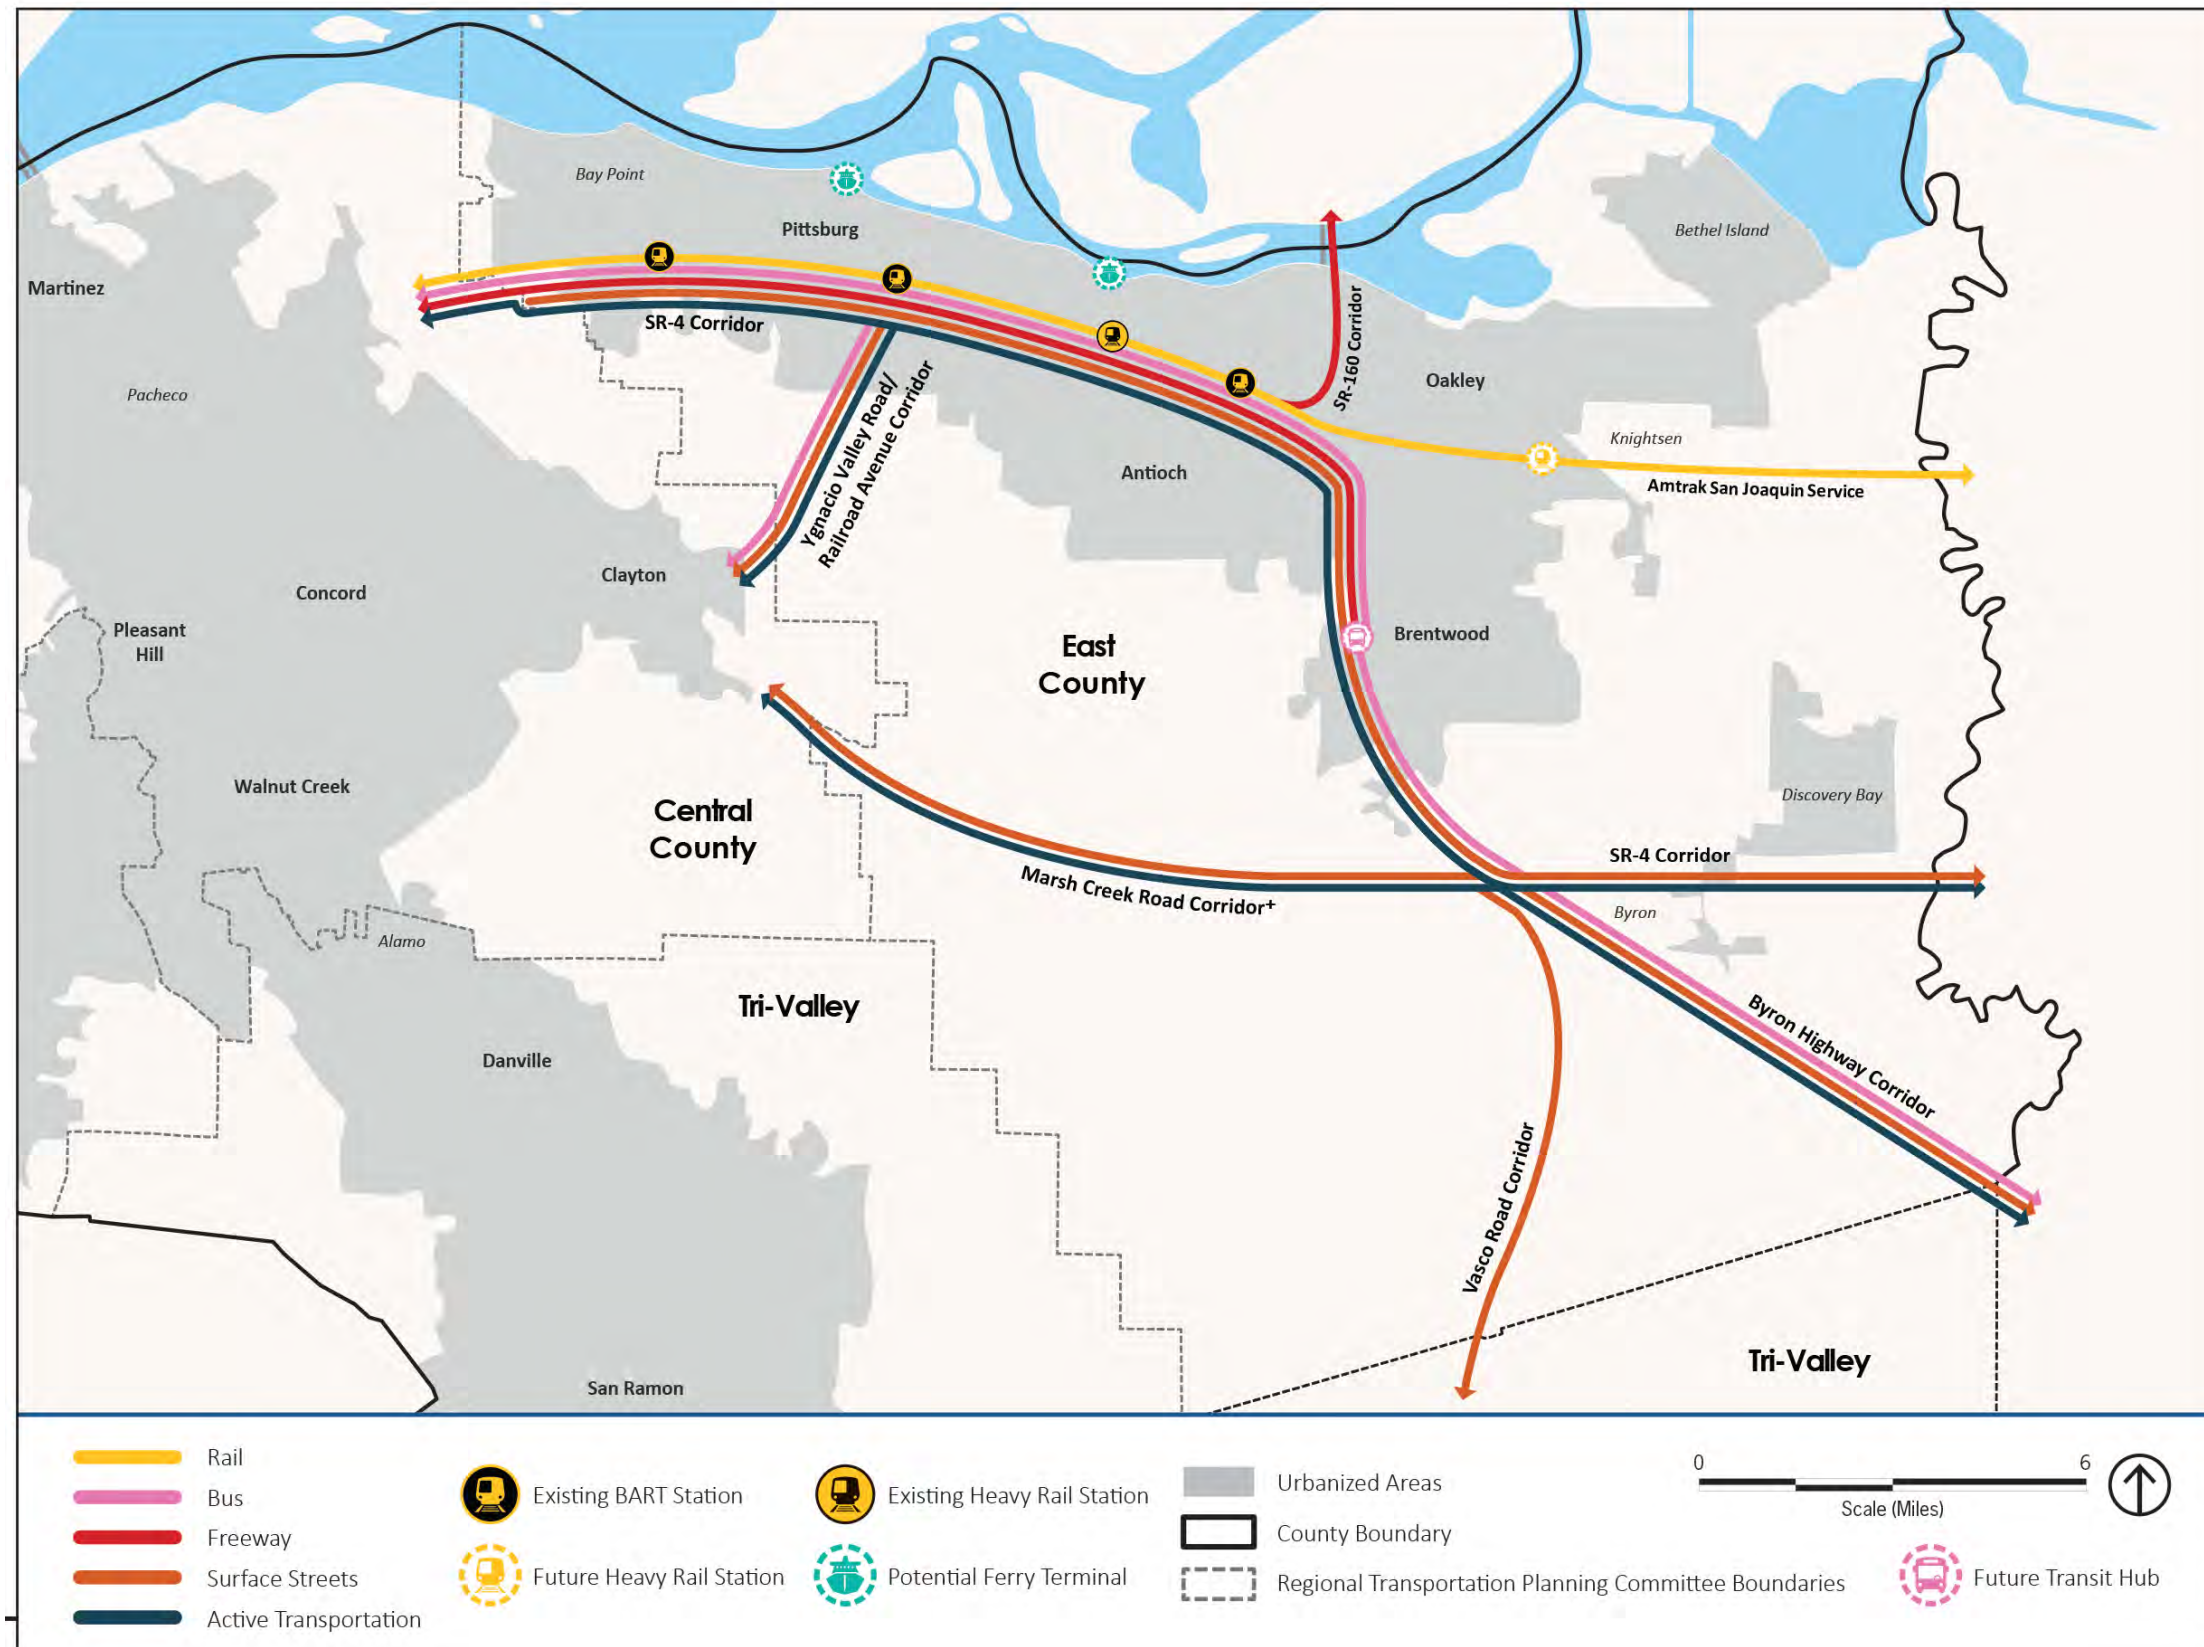 Bay Point
Pittsburg
Bethel Island
Martinez
SR-4 Corridor
SR-160 Corridor
Oakley
Pacheco
Ygnacio Valley Road/
Railroad Avenue Corridor
Knightsen
Antioch
Amtrak San Joaquin Service
Clayton
Concord
Pleasant
Hill
East
County
Brentwood
Walnut Creek
Central
County
Discovery Bay
SR-4 Corridor
Marsh Creek Road Corridor+
Byron
Alamo
Tri-Valley
Danville
Byron Highway Corridor
Vasco Road Corridor
Tri-Valley
San Ramon
Rail
Bus
Freeway
Surface Streets
Active Transportation
Existing BART Station
Future Heavy Rail Station
Existing Heavy Rail Station
Potential Ferry Terminal
Urbanized Areas
County Boundary
Regional Transportation Planning Committee Boundaries
0 6
Scale (Miles)
Future Transit Hub